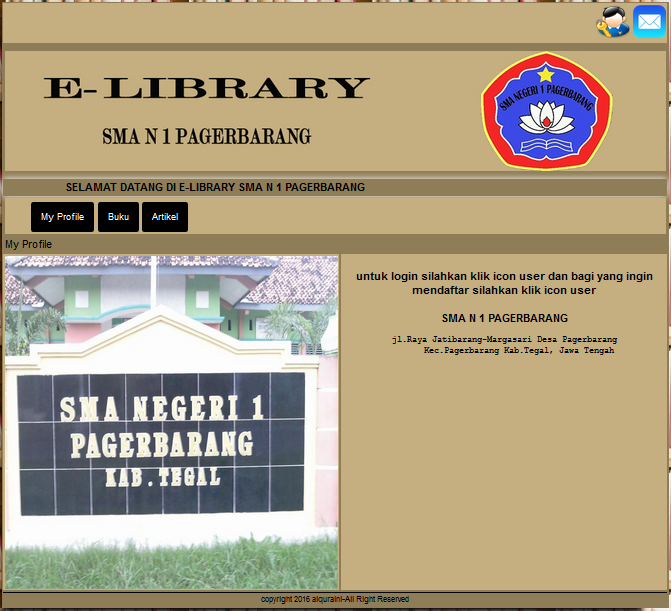 E-LIBRARY
SMA N 1 PAGERBARANG
SMA NEGERI 1 PAGERBARANG
SELAMAT DATANG DI E-LIBRARY SMA N 1 PAGERBARANG
My Profile
Buku
Artikel
My Profile
SMA NEGERI 1
PAGERBARANG
KAB.TEGAL
untuk login silahkan klik icon user dan bagi yang ingin
mendaftar silahkan klik icon user
SMA N 1 PAGERBARANG
jl.Raya Jatibarang-Margasari Desa Pagerbarang
Kec.Pagerbarang Kab.Tegal, Jawa Tengah
copyright 2016 alquraini-All Right Reserved